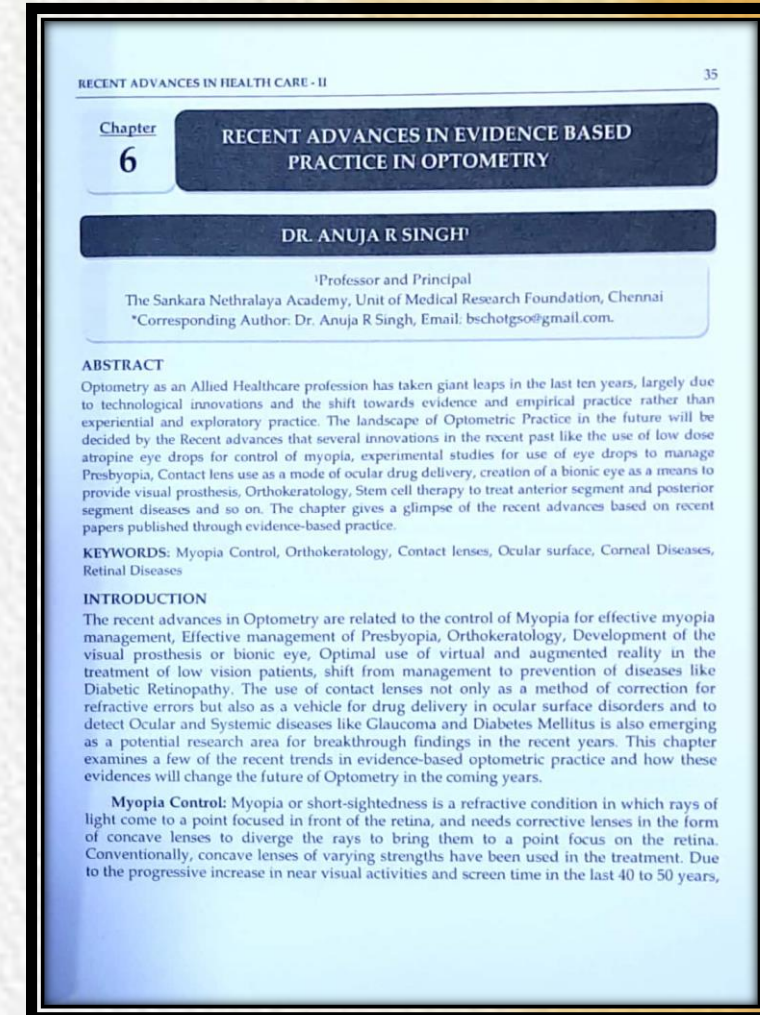 RECENT ADVANCES IN HEALTH CARE - II
35
Chapter
6
RECENT ADVANCES IN EVIDENCE BASED
PRACTICE IN OPTOMETRY
DR. ANUJA R SINGH¹
¹Professor and Principal
The Sankara Nethralaya Academy, Unit of Medical Research Foundation, Chennai
*Corresponding Author: Dr. Anuja R Singh, Email: bschotgso@gmail.com.
ABSTRACT
Optometry as an Allied Healthcare profession has taken giant leaps in the last ten years, largely due
to technological innovations and the shift towards evidence and empirical practice rather than
experiential and exploratory practice. The landscape of Optometric Practice in the future will be
decided by the Recent advances that several innovations in the recent past like the use of low dose
atropine eye drops for control of myopia, experimental studies for use of eye drops to manage
Presbyopia, Contact lens use as a mode of ocular drug delivery, creation of a bionic eye as a means to
provide visual prosthesis, Orthokeratology, Stem cell therapy to treat anterior segment and posterior
segment diseases and so on. The chapter gives a glimpse of the recent advances based on recent
papers published through evidence-based practice.
KEYWORDS: Myopia Control, Orthokeratology, Contact lenses, Ocular surface, Corneal Diseases,
Retinal Diseases
INTRODUCTION
The recent advances in Optometry are related to the control of Myopia for effective myopia
management, Effective management of Presbyopia, Orthokeratology, Development of the
visual prosthesis or bionic eye, Optimal use of virtual and augmented reality in the
treatment of low vision patients, shift from management to prevention of diseases like
Diabetic Retinopathy. The use of contact lenses not only as a method of correction for
refractive errors but also as a vehicle for drug delivery in ocular surface disorders and to
detect Ocular and Systemic diseases like Glaucoma and Diabetes Mellitus is also emerging
as a potential research area for breakthrough findings in the recent years. This chapter
examines a few of the recent trends in evidence-based optometric practice and how these
evidences will change the future of Optometry in the coming years.
Myopia Control: Myopia or short-sightedness is a refractive condition in which rays of
light come to a point focused in front of the retina, and needs corrective lenses in the form
of concave lenses to diverge the rays to bring them to a point focus on the retina.
Conventionally, concave lenses of varying strengths have been used in the treatment. Due
to the progressive increase in near visual activities and screen time in the last 40 to 50 years,